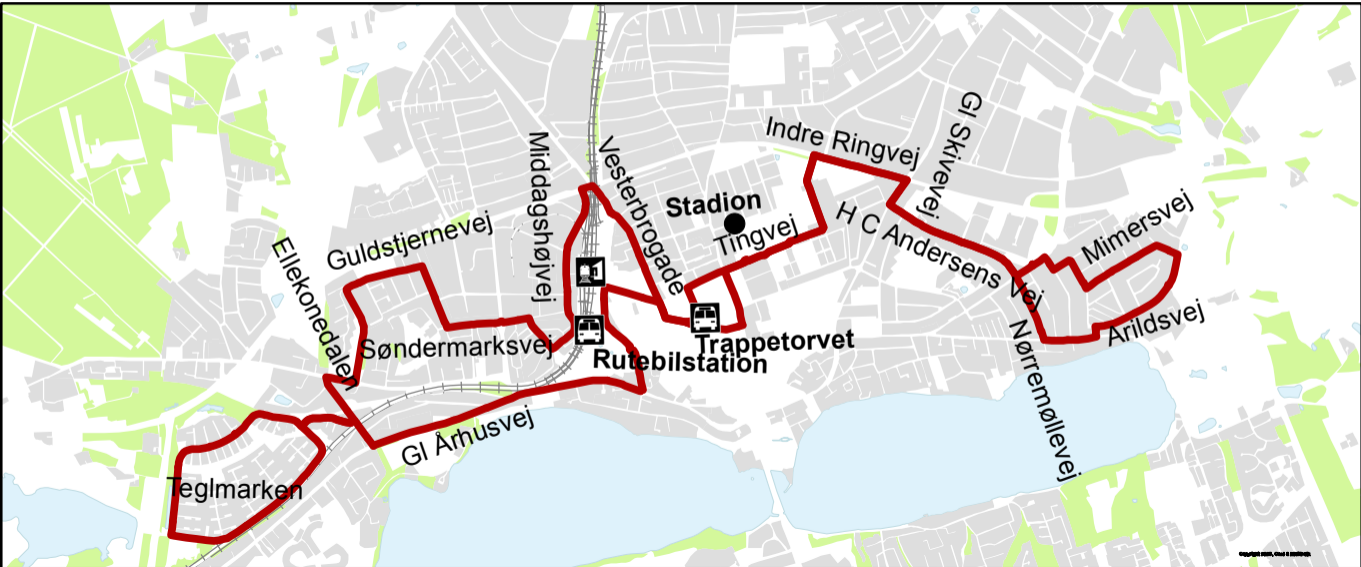 Indre Ringvej
Gl Skivevej
Middagshøjvej
Vesterbrogade
Stadion
Tingvej
H C Andersens Vej
Mimersvej
Guldstjernevej
Ellekonedalen
Søndermarksvej
Rutebilstation
Trappetorvet
Nørremøllevej
Arildsvej
Gl Århusvej
Teglmarken